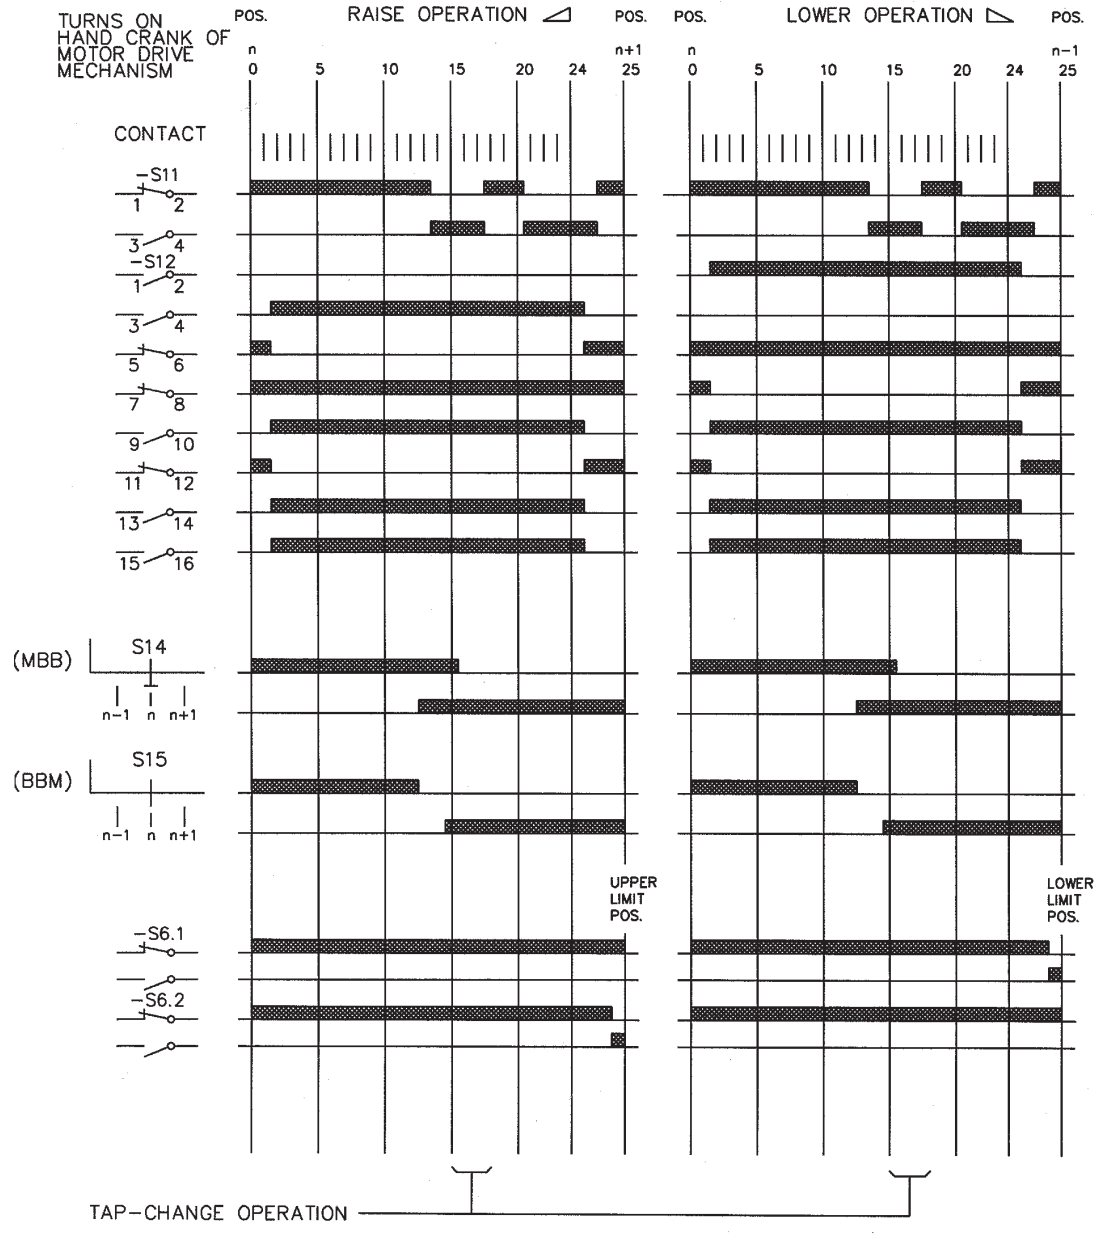 TURNS ON
HAND CRANK OF
MOTOR DRIVE
MECHANISM
POS. RAISE OPERATION POS.
n n+1
0 5 10 15 20 24 25
POS. LOWER OPERATION POS.
n n-1
0 5 10 15 20 24 25
CONTACT
-S11
1 2
3 4
-S12
1 2
3 4
5 6
7 8
9 10
11 12
13 14
15 16
(MBB) S14
n-1 n n+1
(BBM) S15
n-1 n n+1
UPPER
LIMIT
POS.
LOWER
LIMIT
POS.
-S6.1
-S6.2
TAP-CHANGE OPERATION